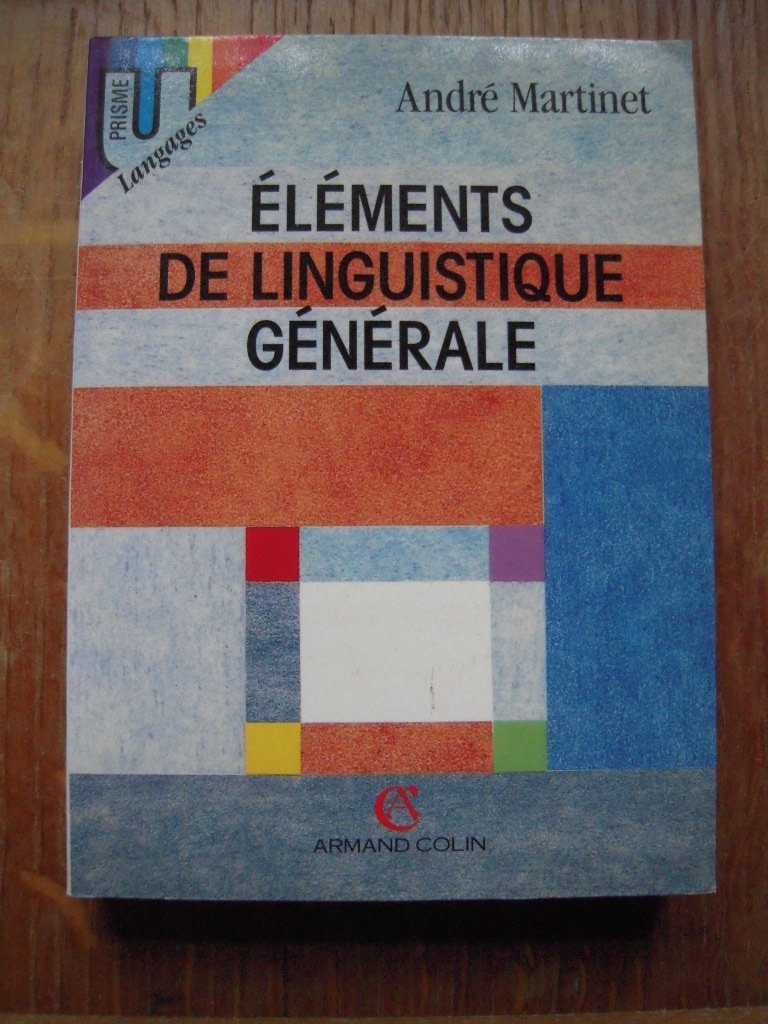 PRISME
U
Langages
André Martinet
ÉLÉMENTS
DE LINGUISTIQUE
GÉNÉRALE
ARMAND COLIN